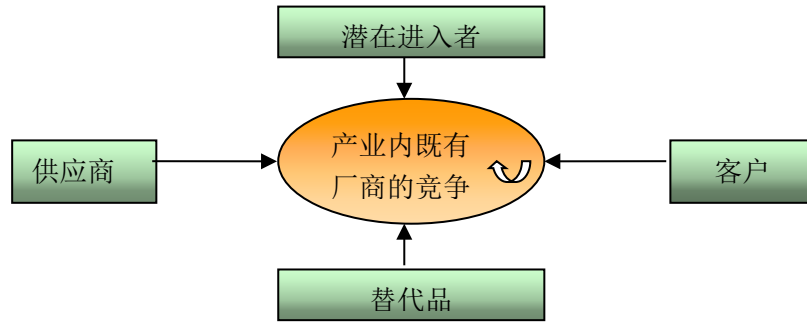 潜在进入者
产业内既有
厂商的竞争
供应商
客户
替代品